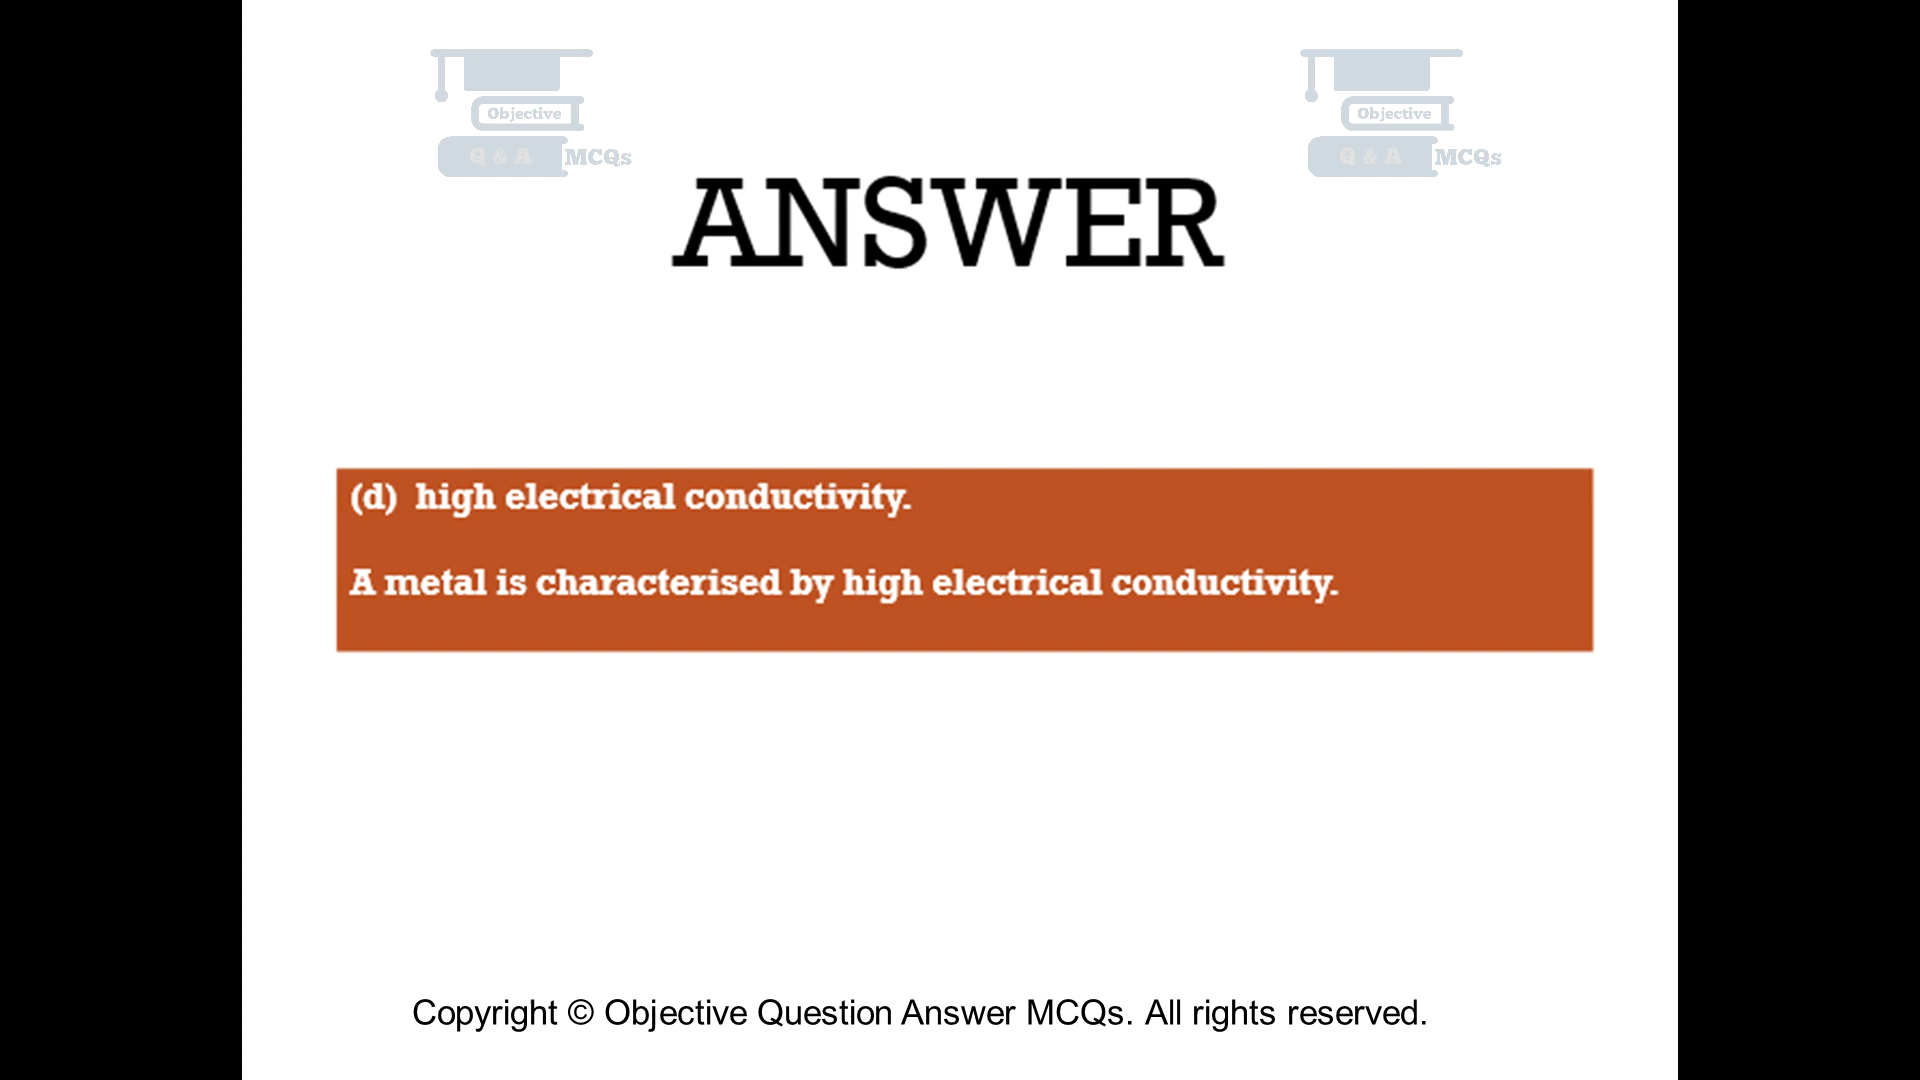 Objective
Q & A MCQs
Objective
Q & A MCQs
ANSWER
(d) high electrical conductivity.
A metal is characterised by high electrical conductivity.
Copyright © Objective Question Answer MCQs. All rights reserved.